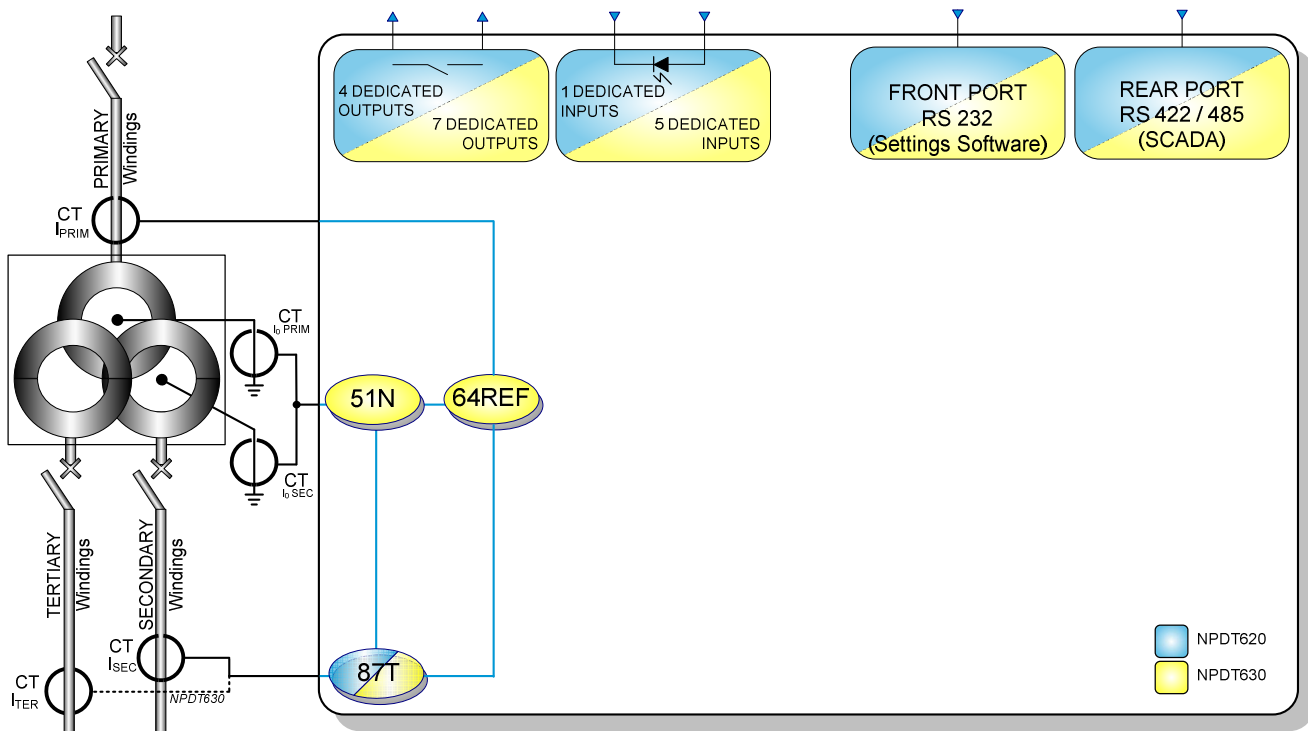 4 DEDICATED
OUTPUTS
7 DEDICATED
OUTPUTS
1 DEDICATED
INPUTS
5 DEDICATED
INPUTS
FRONT PORT
RS 232
(Settings Software)
REAR PORT
RS 422 / 485
(SCADA)
PRIMARY
Windings
CT
IPRIM
CT
I0 PRIM
51N
64REF
CT
I0 SEC
TERTIARY
Windings
SECONDARY
Windings
CT
ISEC
CT
ITER
NPDT630
87T
NPDT620
NPDT630